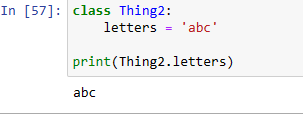 In [57]: class Thing2:
    letters = 'abc'
print(Thing2.letters)
abc